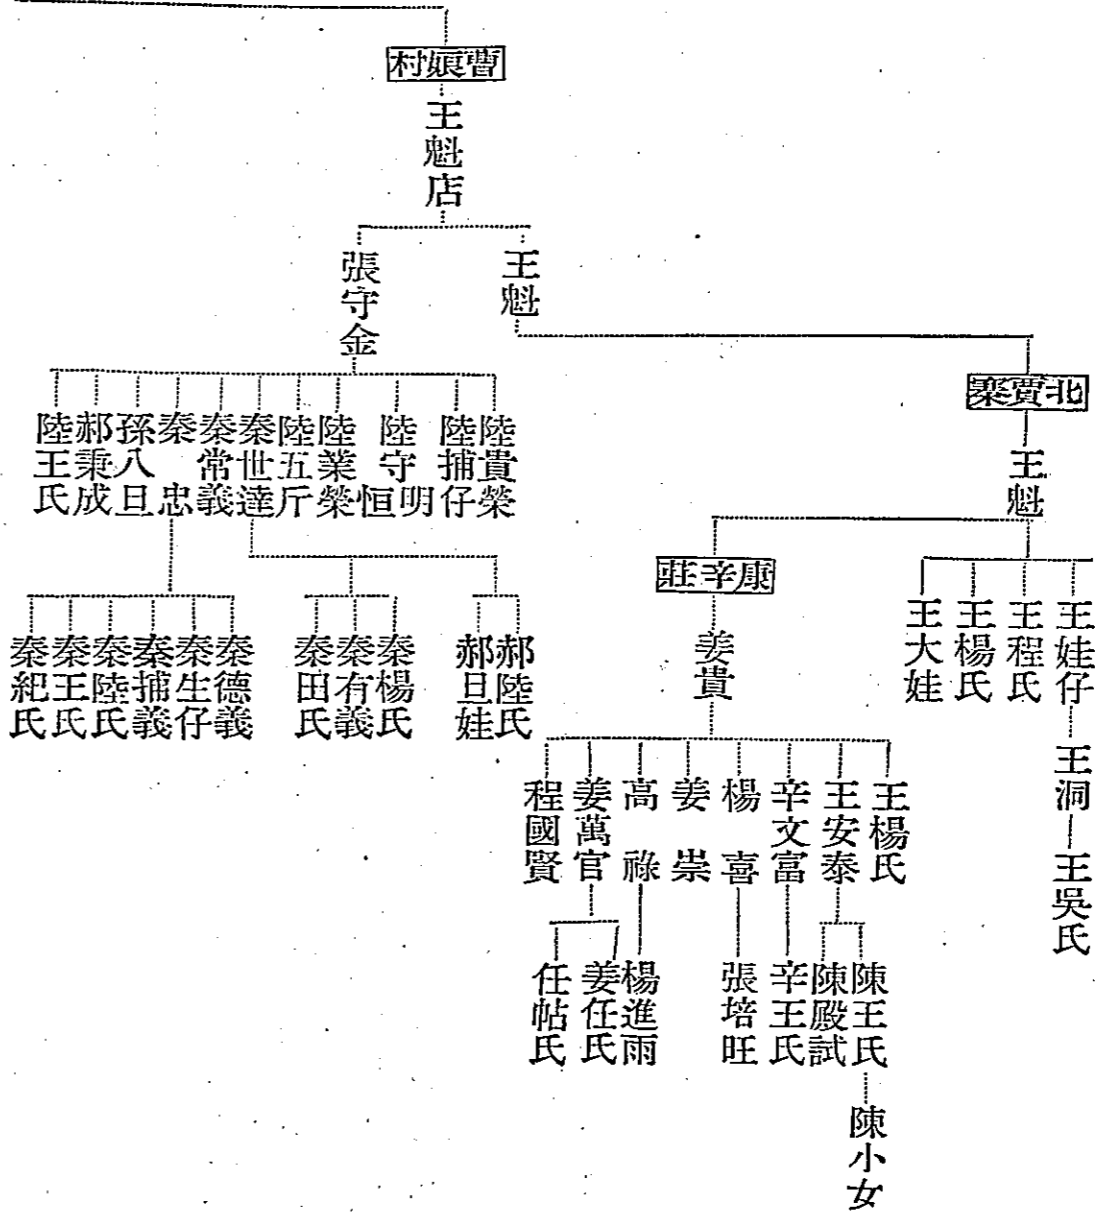 曹娘村
王魁店
王魁
張守金
北賈
王魁
陸貴榮
陸捕仔
陸守明恒
陸業榮
陸五斤
秦世達
秦常義
秦忠
孫八旦
郝秉成
陸王氏
康辛莊
姜貴
王娃仔
王程氏
王楊氏
王大娃
王洞
王吳氏
郝陸氏
郝旦娃
秦楊氏
秦有義
秦田氏
秦德義
秦生仔
秦捕義
秦陸氏
秦王氏
秦紀氏
王楊氏
王安泰
辛文富
楊喜
姜崇
高祿
姜萬官
程國賢
陳王氏
陳殿試
辛王氏
張培旺
楊進雨
姜任氏
任帖氏
陳小女